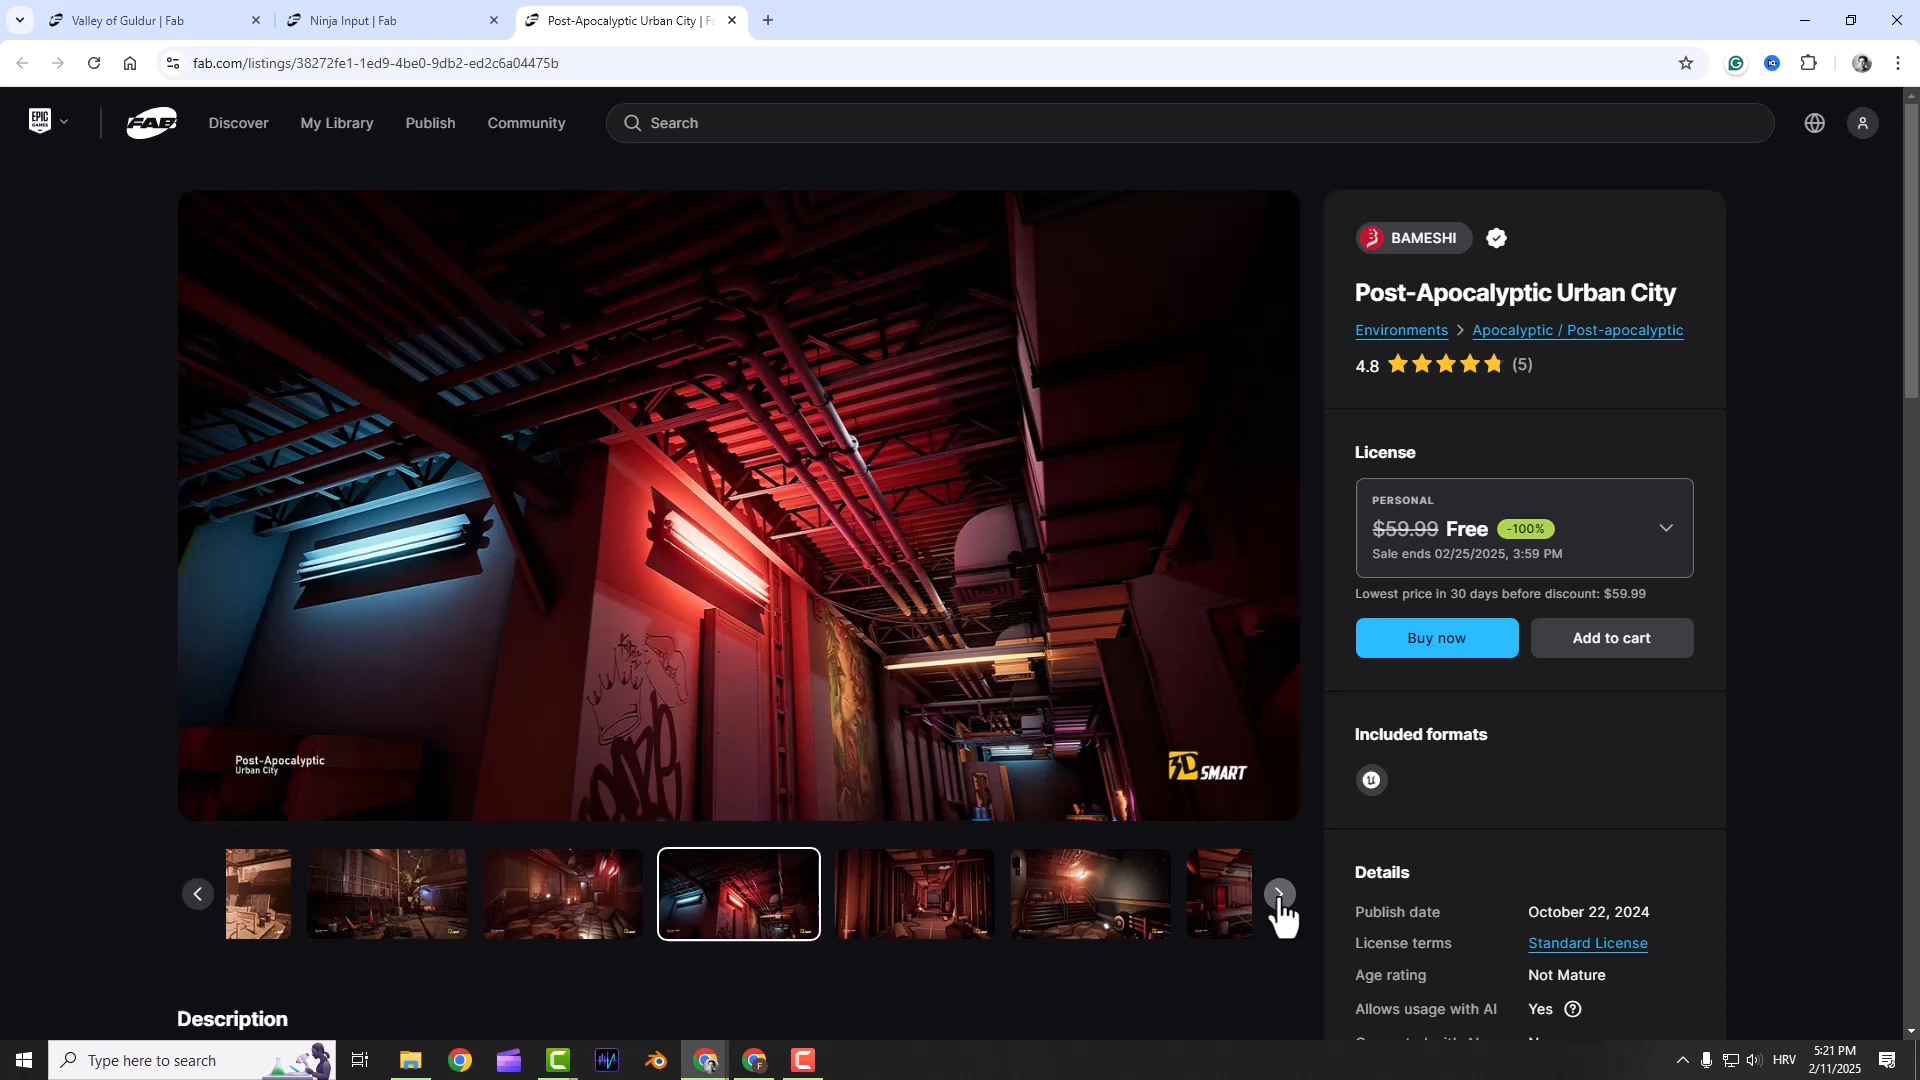 Valley of Guldur | Fab
Ninja Input | Fab
Post-Apocalyptic Urban City |
fab.com/listings/38272fe1-1ed9-4be0-9db2-ed2c6a04475b
EPIC GAMES
FAB
Discover
My Library
Publish
Community
Search
BAMESHI
Post-Apocalyptic Urban City
Environments > Apocalyptic / Post-apocalyptic
4.8 (5)
License
PERSONAL
$59.99 Free -100%
Sale ends 02/25/2025, 3:59 PM
Lowest price in 30 days before discount: $59.99
Buy now
Add to cart
Included formats
Details
Publish date October 22, 2024
License terms Standard License
Age rating Not Mature
Allows usage with AI Yes
Post-Apocalyptic
Urban City
3D SMART
Description
Type here to search
HRV
5:21 PM
2/11/2025